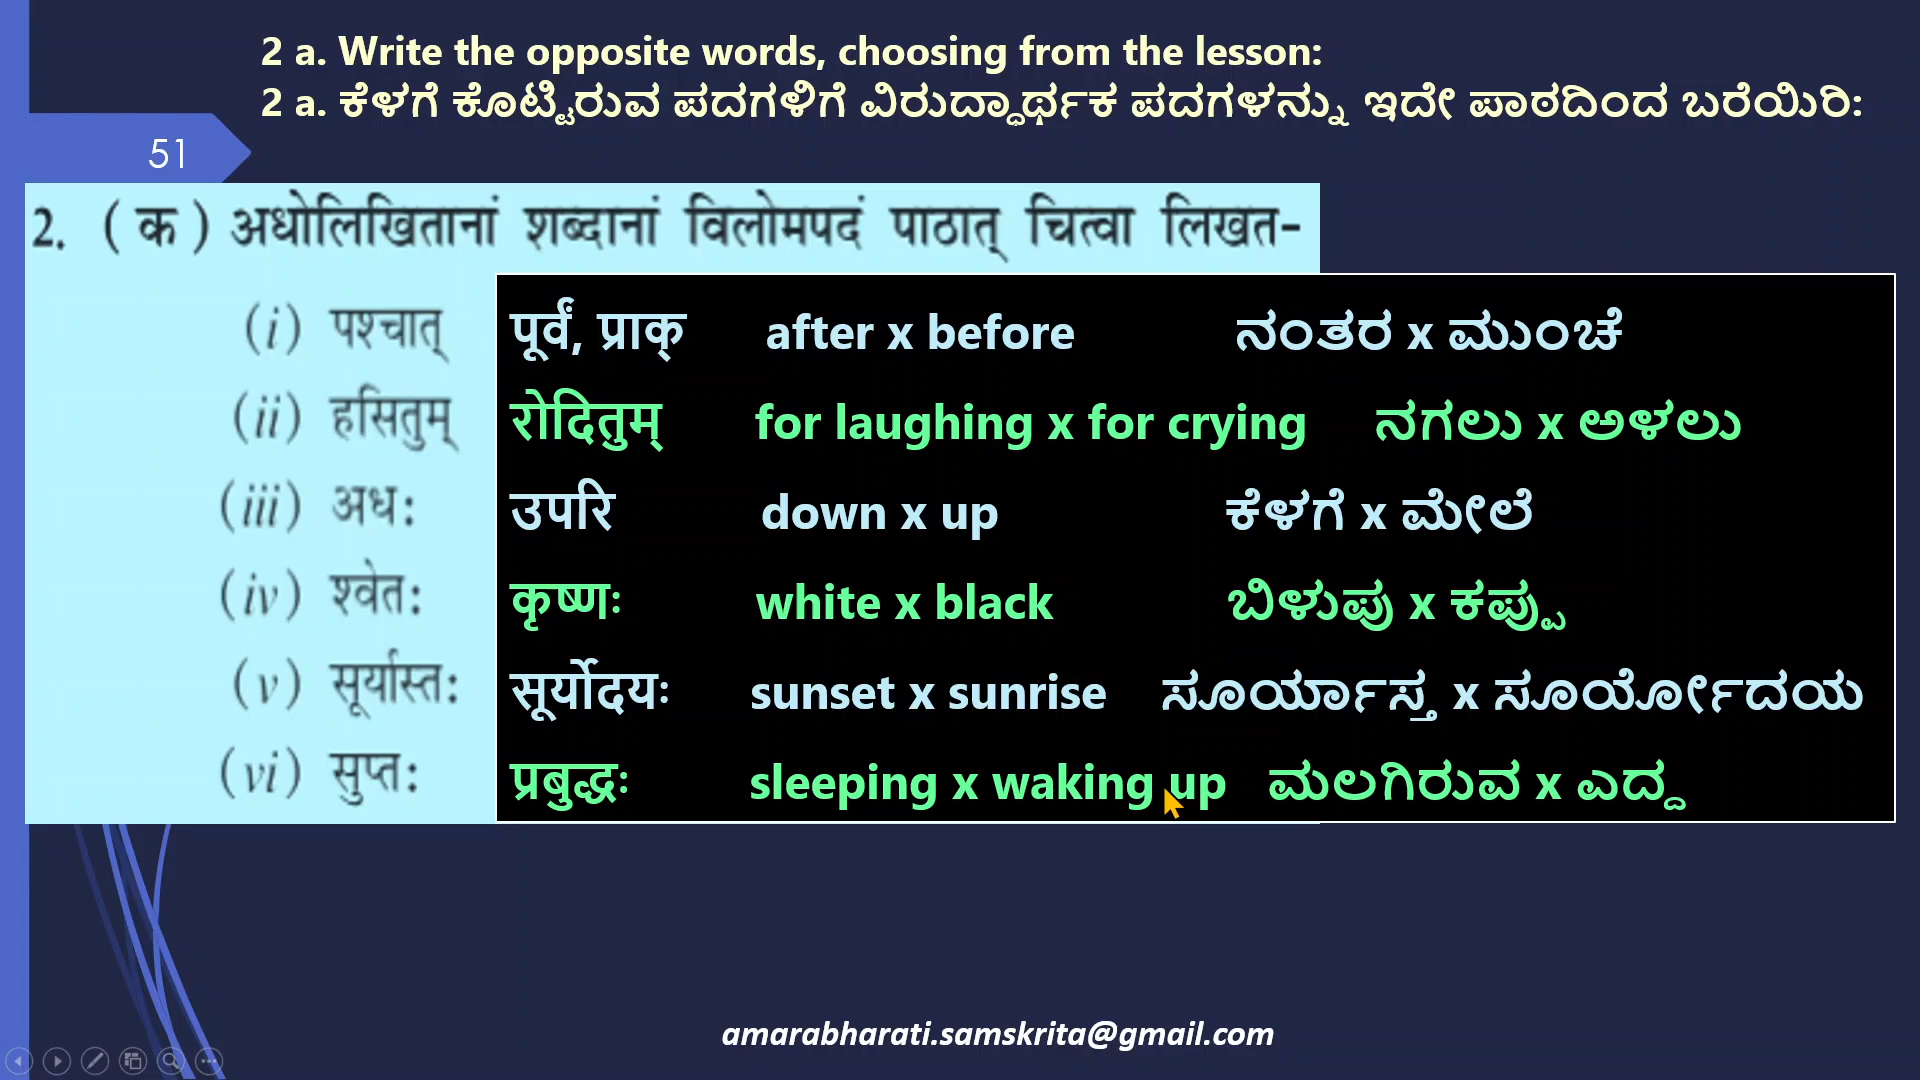 2 a. Write the opposite words, choosing from the lesson:
2 a. ಕೆಳಗೆ ಕೊಟ್ಟಿರುವ ಪದಗಳಿಗೆ ವಿರುದ್ಧಾರ್ಥಕ ಪದಗಳನ್ನು ಇದೇ ಪಾಠದಿಂದ ಬರೆಯಿರಿ:
51
2. ( क ) अधोलिखितानां शब्दानां विलोमपदं पाठात् चित्वा लिखत-
(i) पश्चात् पूर्वं, प्राक् after x before ನಂತರ x ಮುಂಚೆ
(ii) हसितुम् रोदितुम् for laughing x for crying ನಗಲು x ಅಳಲು
(iii) अधः उपरि down x up ಕೆಳಗೆ x ಮೇಲೆ
(iv) श्वेतः कृष्णः white x black ಬಿಳುಪು x ಕಪ್ಪು
(v) सूर्यास्तः सूर्योदयः sunset x sunrise ಸೂರ್ಯಾಸ್ತ x ಸೂರ್ಯೋದಯ
(vi) सुप्तः प्रबुद्धः sleeping x waking up ಮಲಗಿರುವ x ಎದ್ದ
amarabharati.samskrita@gmail.com